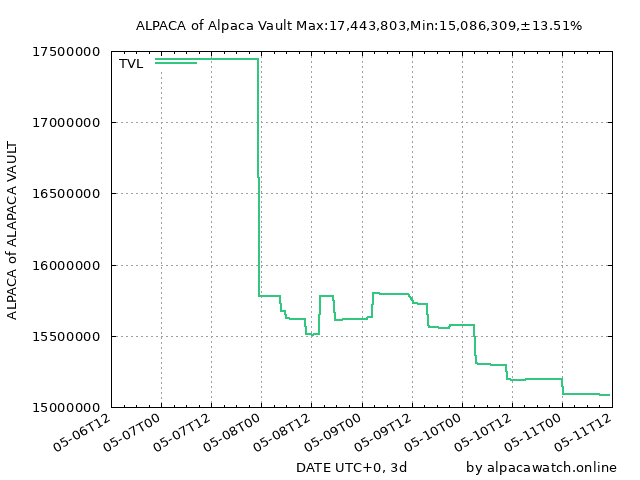 ALPACA of Alpaca Vault Max:17,443,803,Min:15,086,309,±13.51%
17500000
TVL
17000000
16500000
16000000
15500000
15000000
ALPACA of ALAPACA VAULT
05-06T12
05-07T00
05-07T12
05-08T00
05-08T12
05-09T00
05-09T12
05-10T00
05-10T12
05-11T00
05-11T12
DATE UTC+0, 3d
by alpacawatch.online